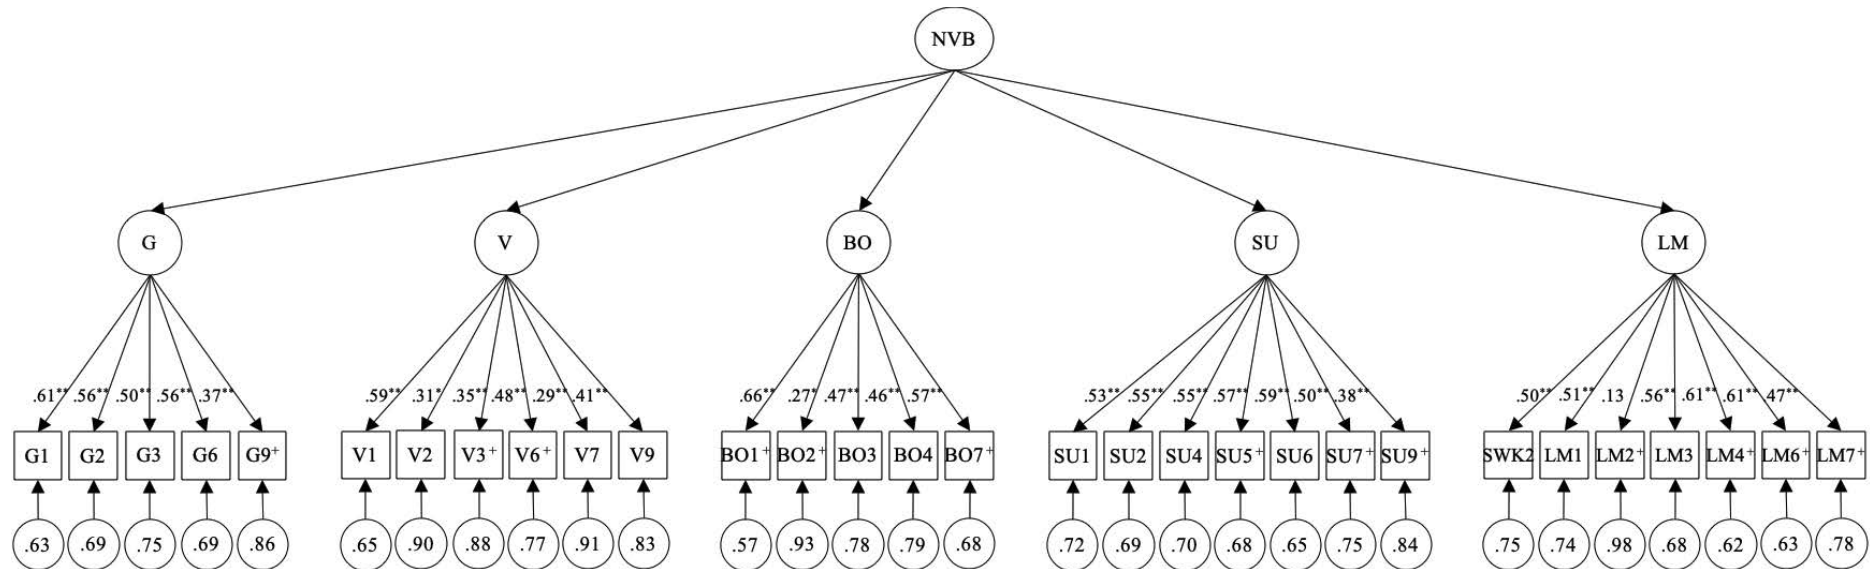 NVB
G V BO SU LM
.61** .56** .50** .56** .37** .59** .31* .35** .48** .29** .41** .66** .27* .47** .46** .57** .53** .55** .55** .57** .59** .50** .38** .50** .51** .13 .56** .61** .61** .47**
G1 G2 G3 G6 G9+ V1 V2 V3+ V6+ V7 V9 BO1+ BO2+ BO3 BO4 BO7+ SU1 SU2 SU4 SU5+ SU6 SU7+ SU9+ SWK2 LM1 LM2+ LM3 LM4+ LM6+ LM7+
.63 .69 .75 .69 .86 .65 .90 .88 .77 .91 .83 .57 .93 .78 .79 .68 .72 .69 .70 .68 .65 .75 .84 .75 .74 .98 .68 .62 .63 .78